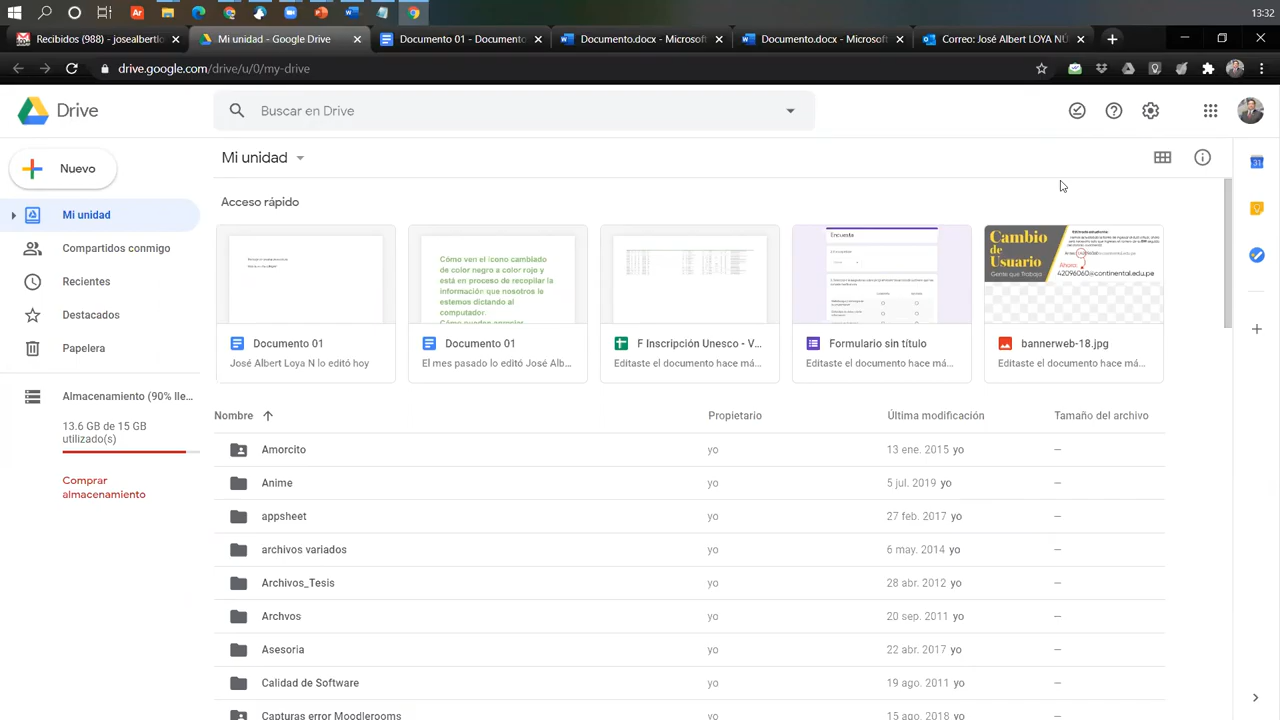 13:32
Recibidos (988) - josealbertlo
Mi unidad - Google Drive
Documento 01 - Documento
Documento.docx - Microsoft
Documento.docx - Microsoft
Correo: José Albert LOYA NÚ
drive.google.com/drive/u/0/my-drive
Drive
Buscar en Drive
Nuevo
Mi unidad
Compartidos conmigo
Recientes
Destacados
Papelera
Almacenamiento (90% lle...
13.6 GB de 15 GB
utilizado(s)
Comprar
almacenamiento
Mi unidad
Acceso rápido
Cómo ven el icono cambiado
de color negro a color rojo y
está en proceso de recopilar la
información que nosotros le
estemos dictando al
computador.
Encuesta
Cambio
de
Usuario
Gente que Trabaja
Ahora:
42096060@continental.edu.pe
Documento 01
José Albert Loya N lo editó hoy
Documento 01
El mes pasado lo editó José Alb...
F Inscripción Unesco - V...
Editaste el documento hace má...
Formulario sin título
Editaste el documento hace má...
bannerweb-18.jpg
Editaste el documento hace má...
Nombre Propietario Última modificación Tamaño del archivo
Amorcito yo 13 ene. 2015 yo —
Anime yo 5 jul. 2019 yo —
appsheet yo 27 feb. 2017 yo —
archivos variados yo 6 may. 2014 yo —
Archivos_Tesis yo 28 abr. 2012 yo —
Archvos yo 20 sep. 2011 yo —
Asesoria yo 22 abr. 2017 yo —
Calidad de Software yo 19 ago. 2011 yo —
Capturas error Moodlerooms yo 15 ago. 2018 yo —